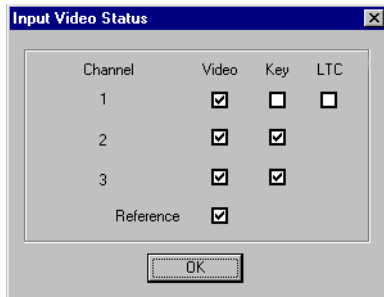 Input Video Status
Channel Video Key LTC
1
2
3
Reference
OK